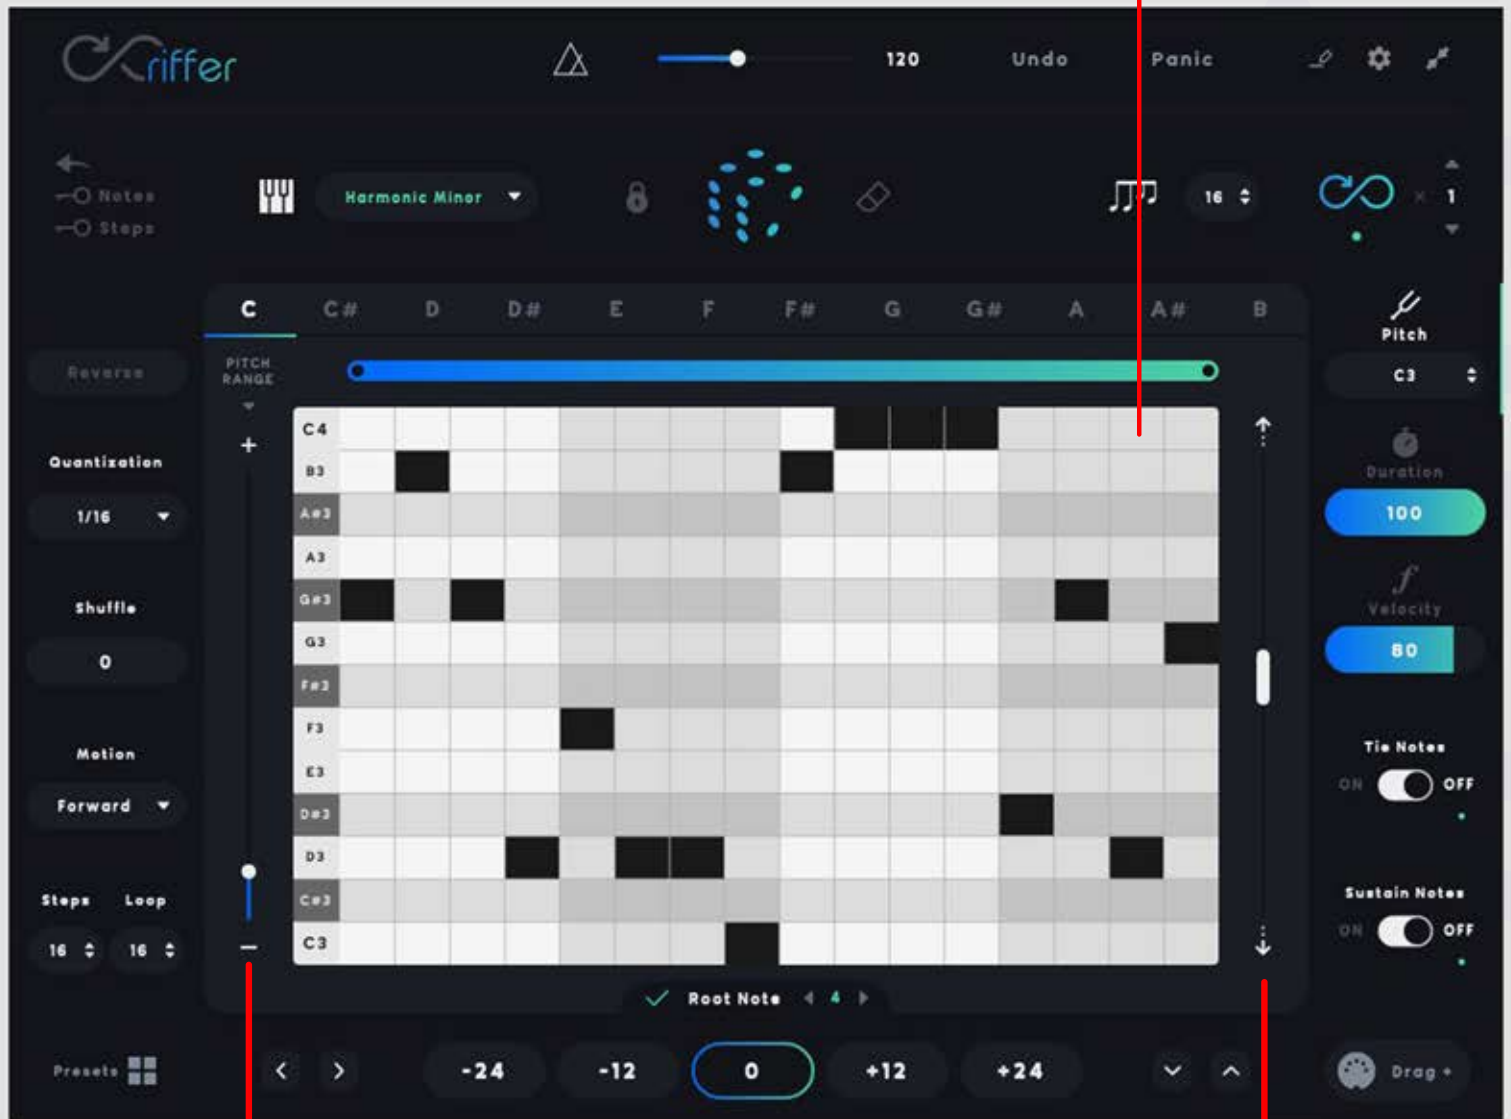 riffer
120 Undo Panic
Notes
Steps
Harmonic Minor
16
× 1
C C# D D# E F F# G G# A A# B
Pitch
C3
PITCH
RANGE
Reverse
C4
+
B3
Quantization
Duration
1/16
A#3
100
A3
G#3
Shuffle
Velocity
0
G3
80
F#3
F3
Motion
Tie Notes
E3
ON OFF
Forward
D#3
D3
Steps Loop
C#3
Sustain Notes
16 16
C3
ON OFF
Root Note 4
Presets
< > -24 -12 0 +12 +24
Drag +